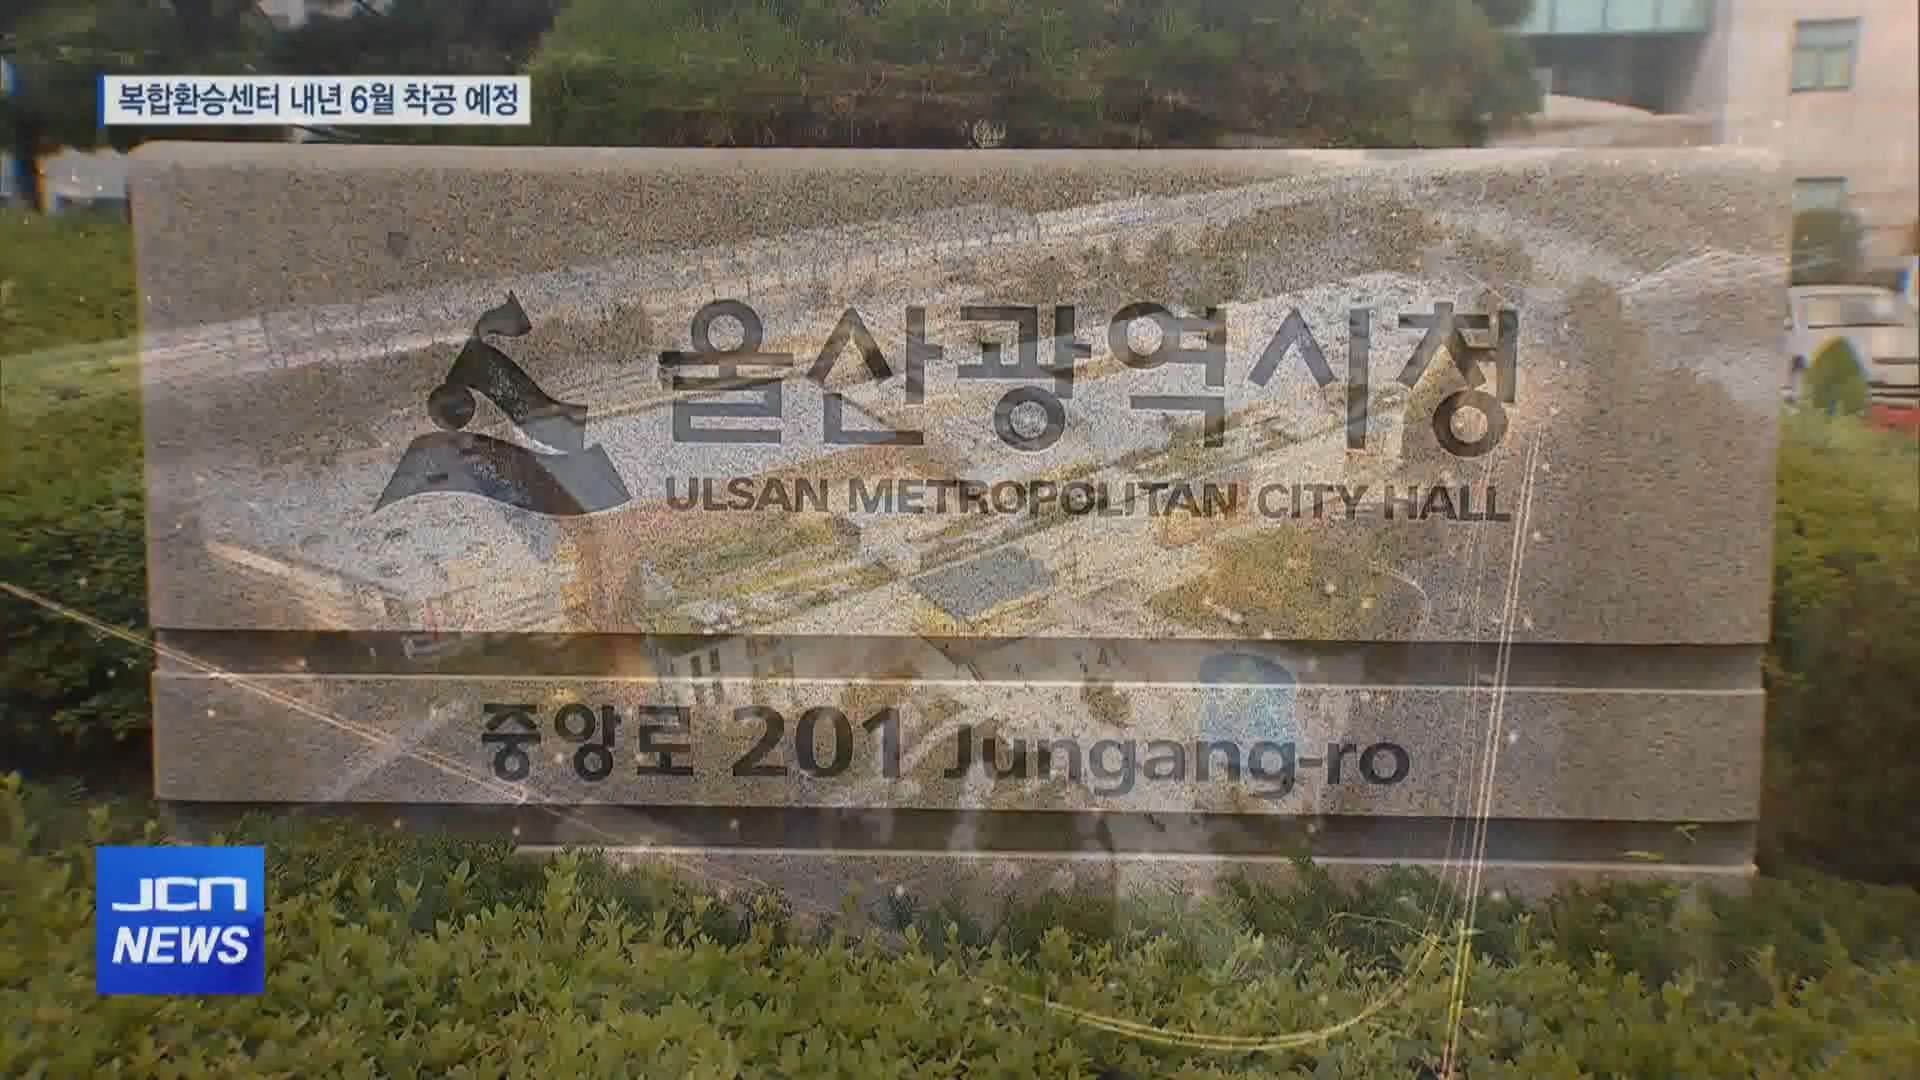 복합환승센터 내년 6월 착공 예정
울산광역시청
ULSAN METROPOLITAN CITY HALL
중앙로 201 Jungang-ro
JCN
NEWS